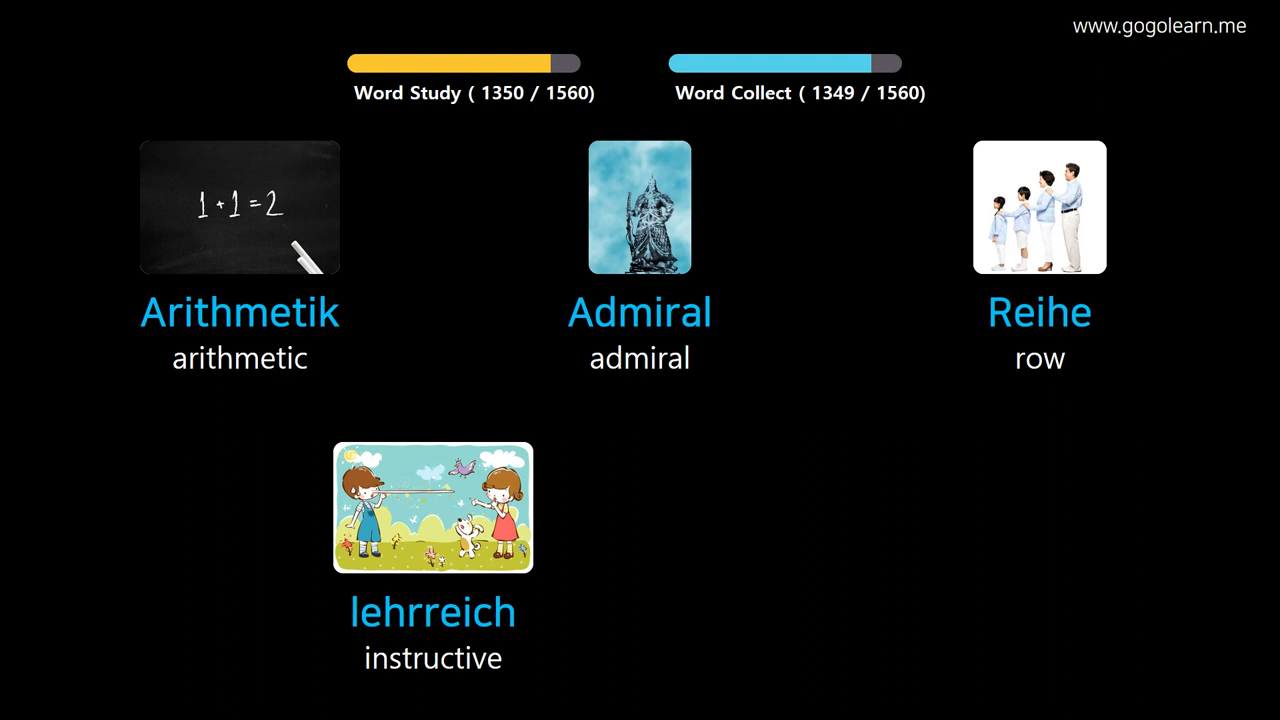 www.gogolearn.me
Word Study ( 1350 / 1560)
Word Collect ( 1349 / 1560)
1 + 1 = 2
Arithmetik
arithmetic
Admiral
admiral
Reihe
row
lehrreich
instructive